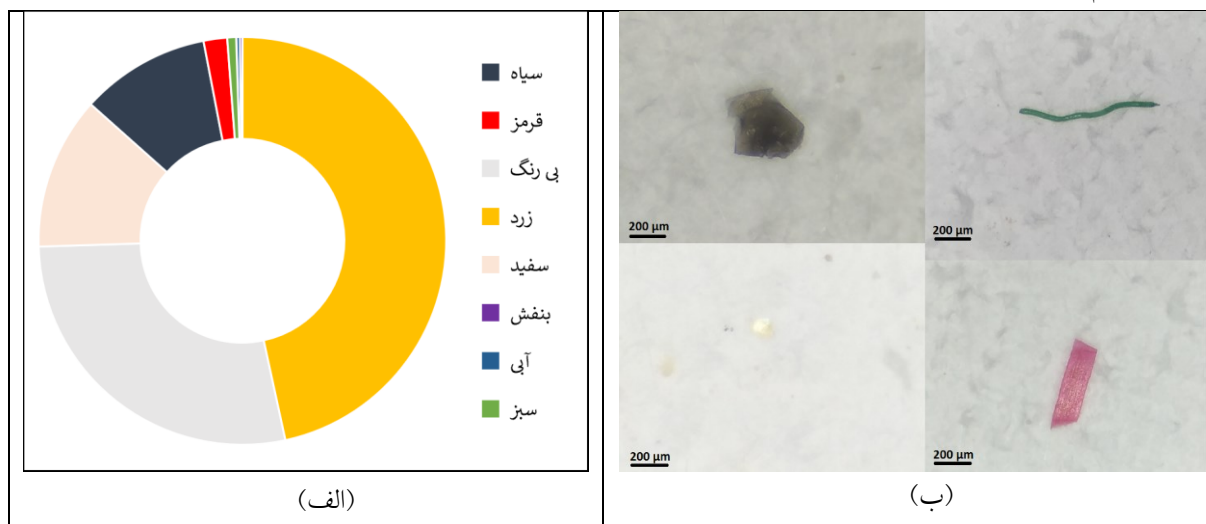 سیاه
قرمز
بی رنگ
زرد
سفید
بنفش
آبی
سبز
(الف)
200 µm
200 µm
200 µm
200 µm
(ب)